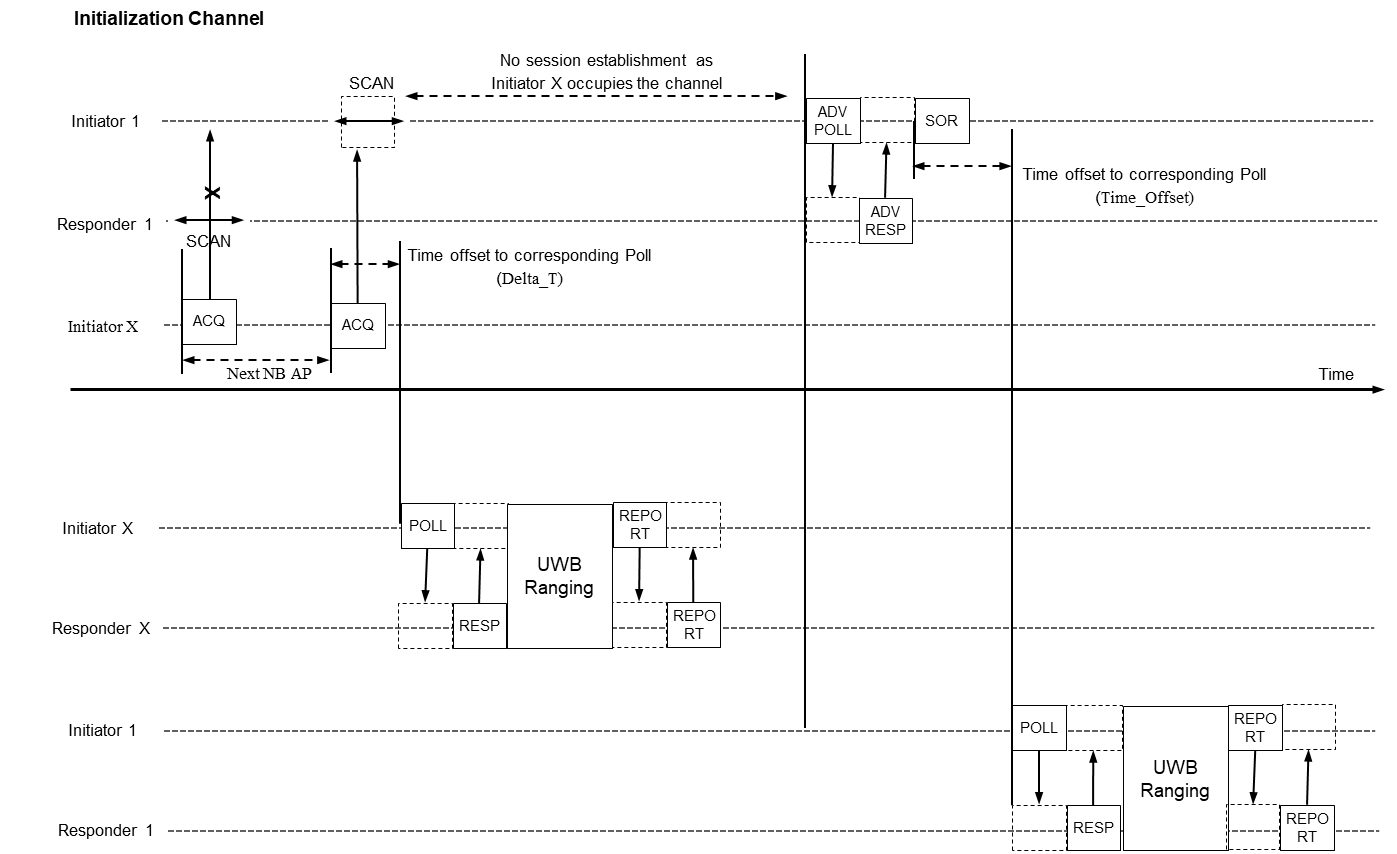 Initialization Channel
No session establishment as
Initiator X occupies the channel
SCAN
Initiator 1
ADV
POLL
SOR
Time offset to corresponding Poll
(Time_Offset)
X
Responder 1
ADV
RESP
SCAN
Time offset to corresponding Poll
(Delta_T)
Initiator X
ACQ
ACQ
Next NB AP
Time
Initiator X
POLL
UWB
Ranging
REPO
RT
Responder X
RESP
REPO
RT
Initiator 1
POLL
UWB
Ranging
REPO
RT
Responder 1
RESP
REPO
RT